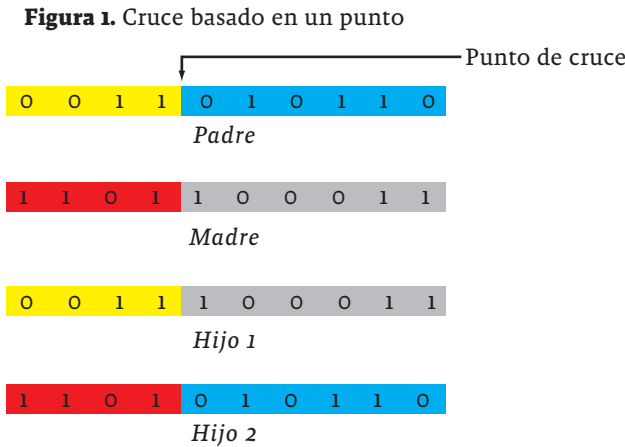 Figura 1. Cruce basado en un punto
Punto de cruce
0 0 1 1 0 1 0 1 1 0
Padre
1 1 0 1 1 0 0 0 1 1
Madre
0 0 1 1 1 0 0 0 1 1
Hijo 1
1 1 0 1 0 1 0 1 1 0
Hijo 2